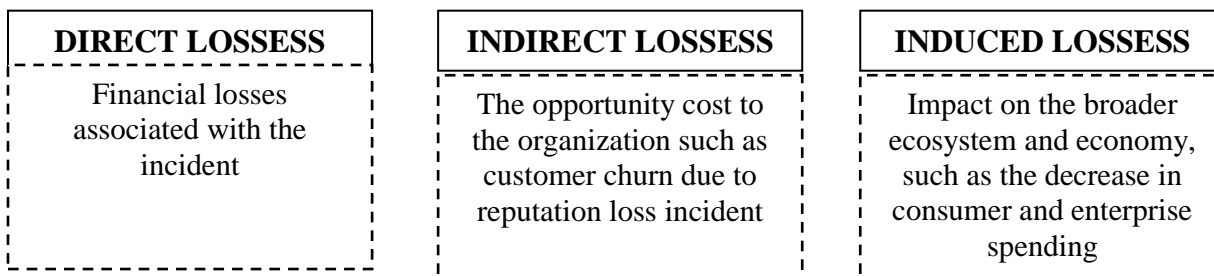 DIRECT LOSSESS
Financial losses
associated with the
incident
INDIRECT LOSSESS
The opportunity cost to
the organization such as
customer churn due to
reputation loss incident
INDUCED LOSSESS
Impact on the broader
ecosystem and economy,
such as the decrease in
consumer and enterprise
spending